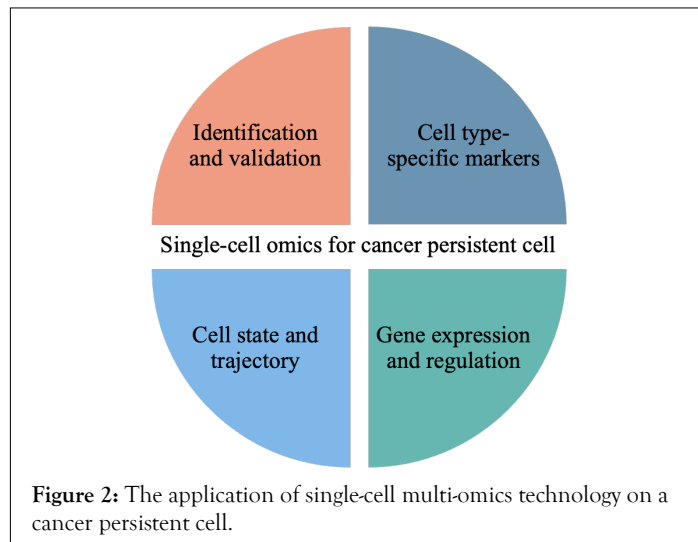 Identification
and validation
Cell type-
specific markers
Single-cell omics for cancer persistent cell
Cell state and
trajectory
Gene expression
and regulation
Figure 2: The application of single-cell multi-omics technology on a
cancer persistent cell.